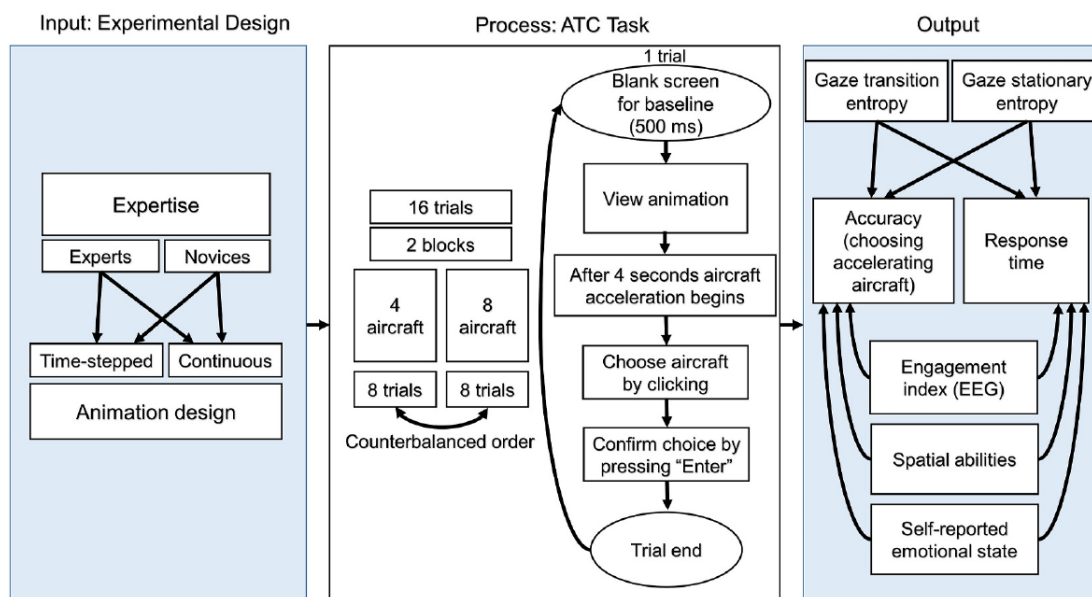 Input: Experimental Design
Expertise
Experts
Novices
Time-stepped
Continuous
Animation design
Process: ATC Task
16 trials
2 blocks
4
aircraft
8
aircraft
8 trials
8 trials
Counterbalanced order
1 trial
Blank screen
for baseline
(500 ms)
View animation
After 4 seconds aircraft
acceleration begins
Choose aircraft
by clicking
Confirm choice by
pressing “Enter”
Trial end
Output
Gaze transition
entropy
Gaze stationary
entropy
Accuracy
(choosing
accelerating
aircraft)
Response
time
Engagement
index (EEG)
Spatial abilities
Self-reported
emotional state